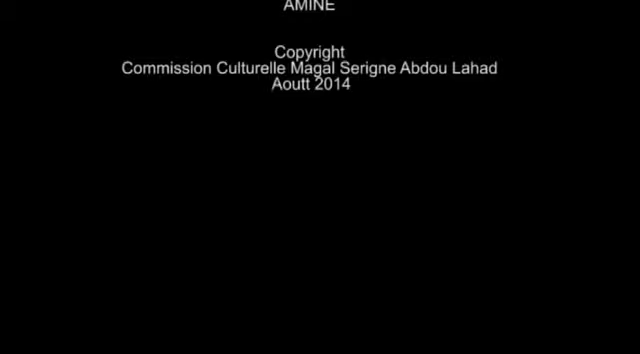 AMINE
Copyright
Commission Culturelle Magal Serigne Abdou Lahad
Aoutt 2014